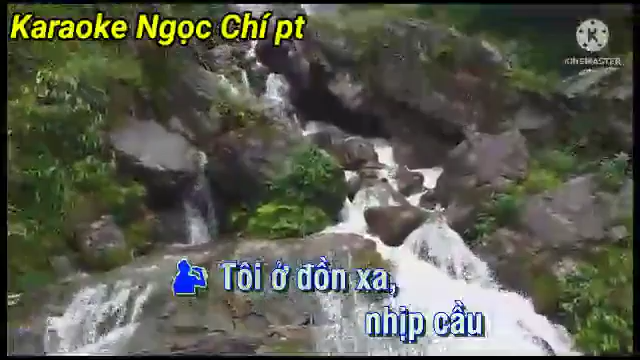 Karaoke Ngọc Chí pt
KINEMASTER
Tôi ở đồn xa,
nhịp cầu